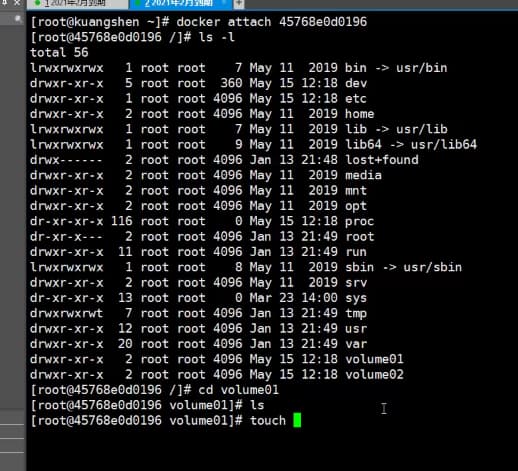 1 2021年2月到期 2 2021年2月到期
[root@kuangshen ~]# docker attach 45768e0d0196
[root@45768e0d0196 /]# ls -l
total 56
lrwxrwxrwx   1 root root    7 May 11  2019 bin -> usr/bin
drwxr-xr-x   5 root root  360 May 15 12:18 dev
drwxr-xr-x   1 root root 4096 May 15 12:18 etc
drwxr-xr-x   2 root root 4096 May 11  2019 home
lrwxrwxrwx   1 root root    7 May 11  2019 lib -> usr/lib
lrwxrwxrwx   1 root root    9 May 11  2019 lib64 -> usr/lib64
drwx------   2 root root 4096 Jan 13 21:48 lost+found
drwxr-xr-x   2 root root 4096 May 11  2019 media
drwxr-xr-x   2 root root 4096 May 11  2019 mnt
drwxr-xr-x   2 root root 4096 May 11  2019 opt
dr-xr-xr-x 116 root root    0 May 15 12:18 proc
dr-xr-x---   2 root root 4096 Jan 13 21:49 root
drwxr-xr-x  11 root root 4096 Jan 13 21:49 run
lrwxrwxrwx   1 root root    8 May 11  2019 sbin -> usr/sbin
drwxr-xr-x   2 root root 4096 May 11  2019 srv
dr-xr-xr-x  13 root root    0 Mar 23 14:00 sys
drwxrwxrwt   7 root root 4096 Jan 13 21:49 tmp
drwxr-xr-x  12 root root 4096 Jan 13 21:49 usr
drwxr-xr-x  20 root root 4096 Jan 13 21:49 var
drwxr-xr-x   2 root root 4096 May 15 12:18 volume01
drwxr-xr-x   2 root root 4096 May 15 12:18 volume02
[root@45768e0d0196 /]# cd volume01
[root@45768e0d0196 volume01]# ls
[root@45768e0d0196 volume01]# touch